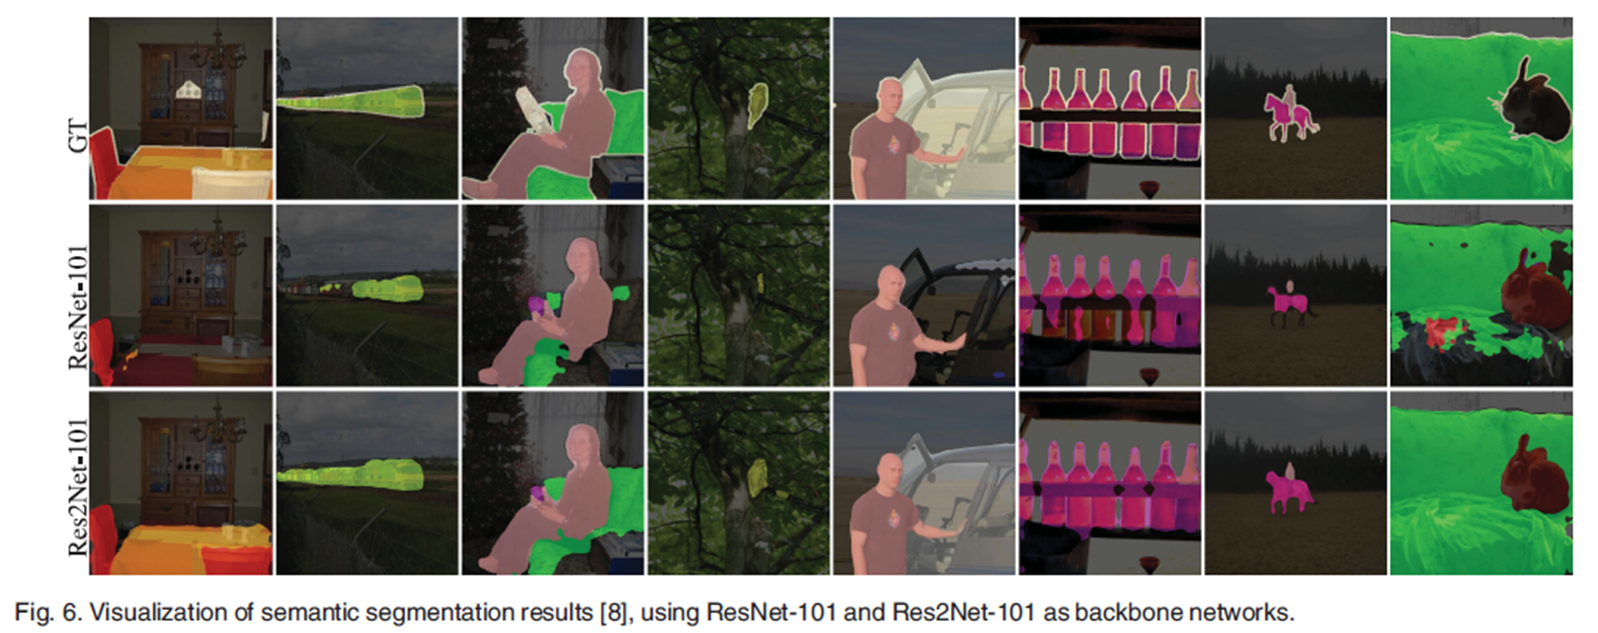 GT
ResNet-101
Res2Net-101
Fig. 6. Visualization of semantic segmentation results [8], using ResNet-101 and Res2Net-101 as backbone networks.